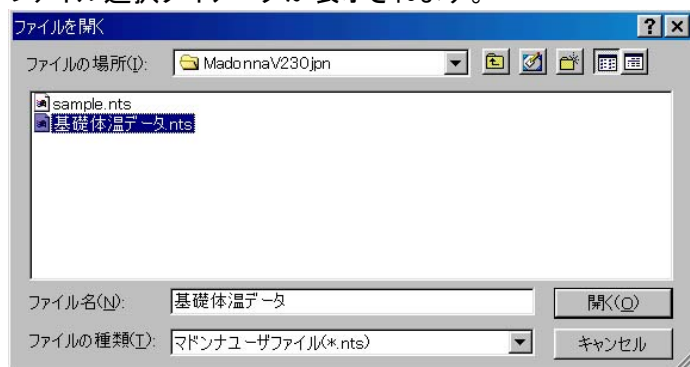 ファイル選択ダイアログが表示されます。
ファイルを開く
ファイルの場所(I): MadonnaV230jpn
sample.nts
基礎体温データ.nts
ファイル名(N): 基礎体温データ 開く(O)
ファイルの種類(T): マドンナユーザファイル(*.nts) キャンセル